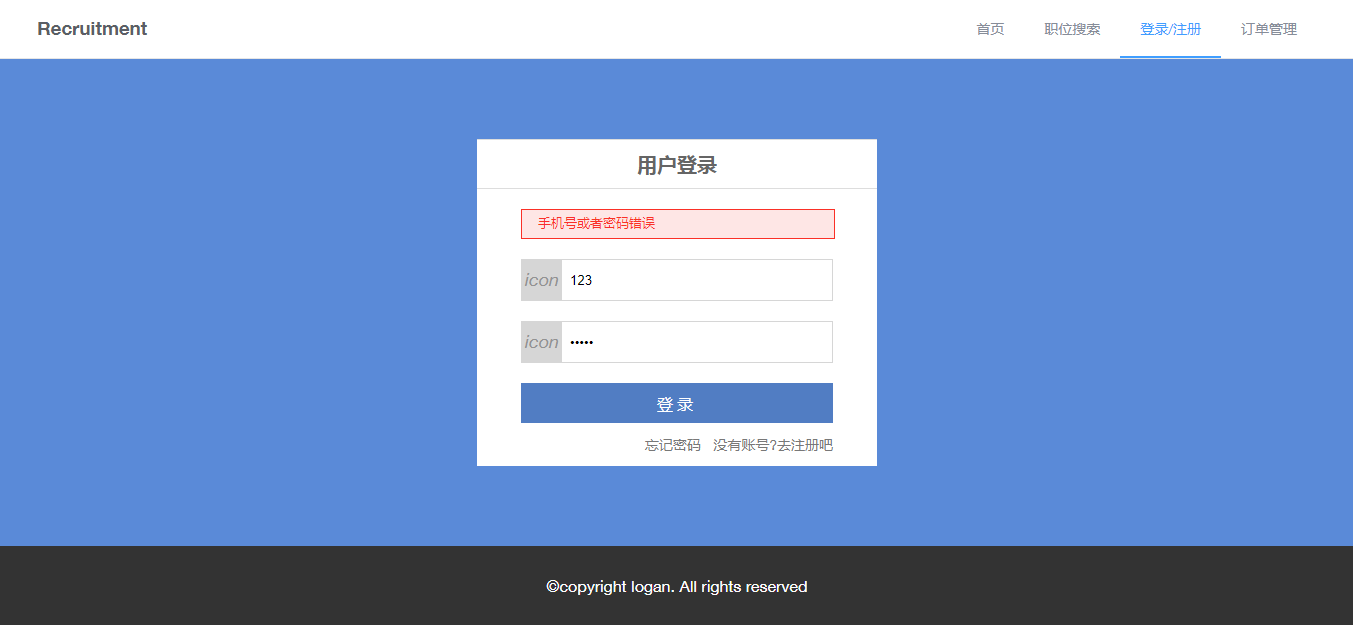 Recruitment 首页 职位搜索 登录/注册 订单管理
用户登录
手机号或者密码错误
icon 123
icon •••••
登录
忘记密码 没有账号?去注册吧
©copyright logan. All rights reserved